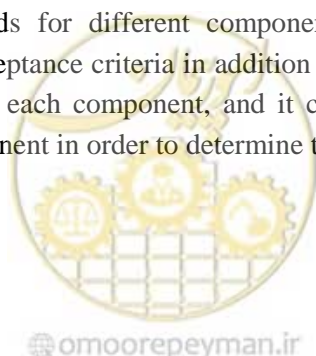 ds for different componen
eptance criteria in addition
each component, and it c
nent in order to determine t
omoorepeyman.ir